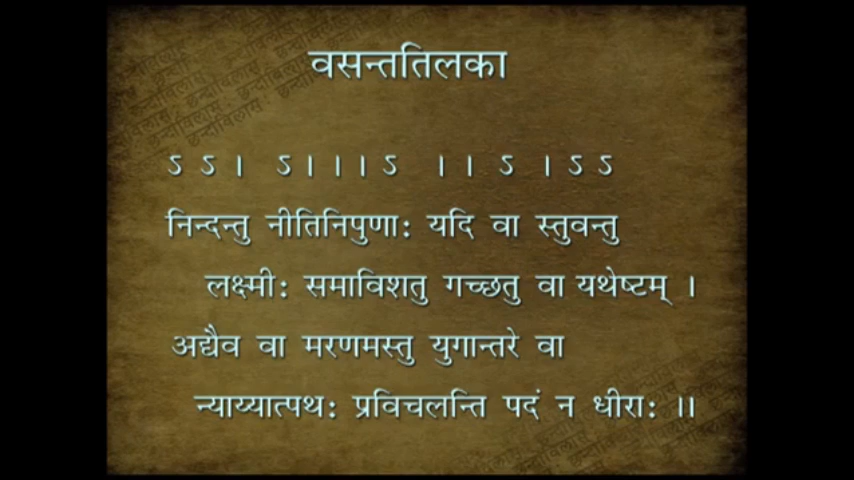 वसन्ततिलका
ऽ ऽ । ऽ । । । ऽ । । ऽ । ऽ ऽ
निन्दन्तु नीतिनिपुणाः यदि वा स्तुवन्तु
लक्ष्मीः समाविशतु गच्छतु वा यथेष्टम् ।
अद्यैव वा मरणमस्तु युगान्तरे वा
न्याय्यात्पथः प्रविचलन्ति पदं न धीराः ।।